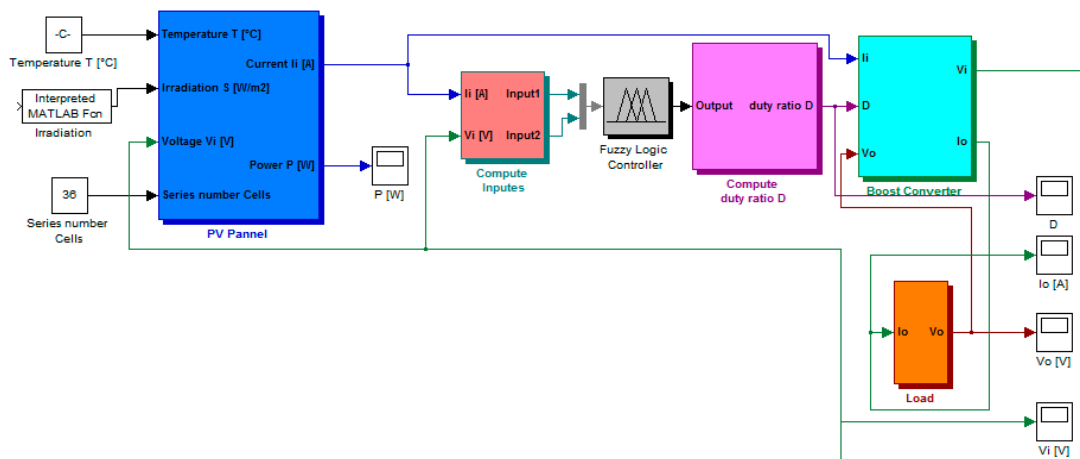 -C-
Temperature T [°C]
Interpreted
MATLAB Fcn
Irradiation
36
Series number
Cells
Temperature T [°C]
Current Ii [A]
Irradiation S [W/m2]
Voltage Vi [V]
Power P [W]
Series number Cells
PV Pannel
P [W]
Ii [A]
Input1
Vi [V]
Input2
Compute
Inputes
Fuzzy Logic
Controller
Output
duty ratio D
Compute
duty ratio D
Ii
Vi
D
Io
Vo
Boost Converter
D
Io [A]
Io
Vo
Load
Vo [V]
Vi [V]